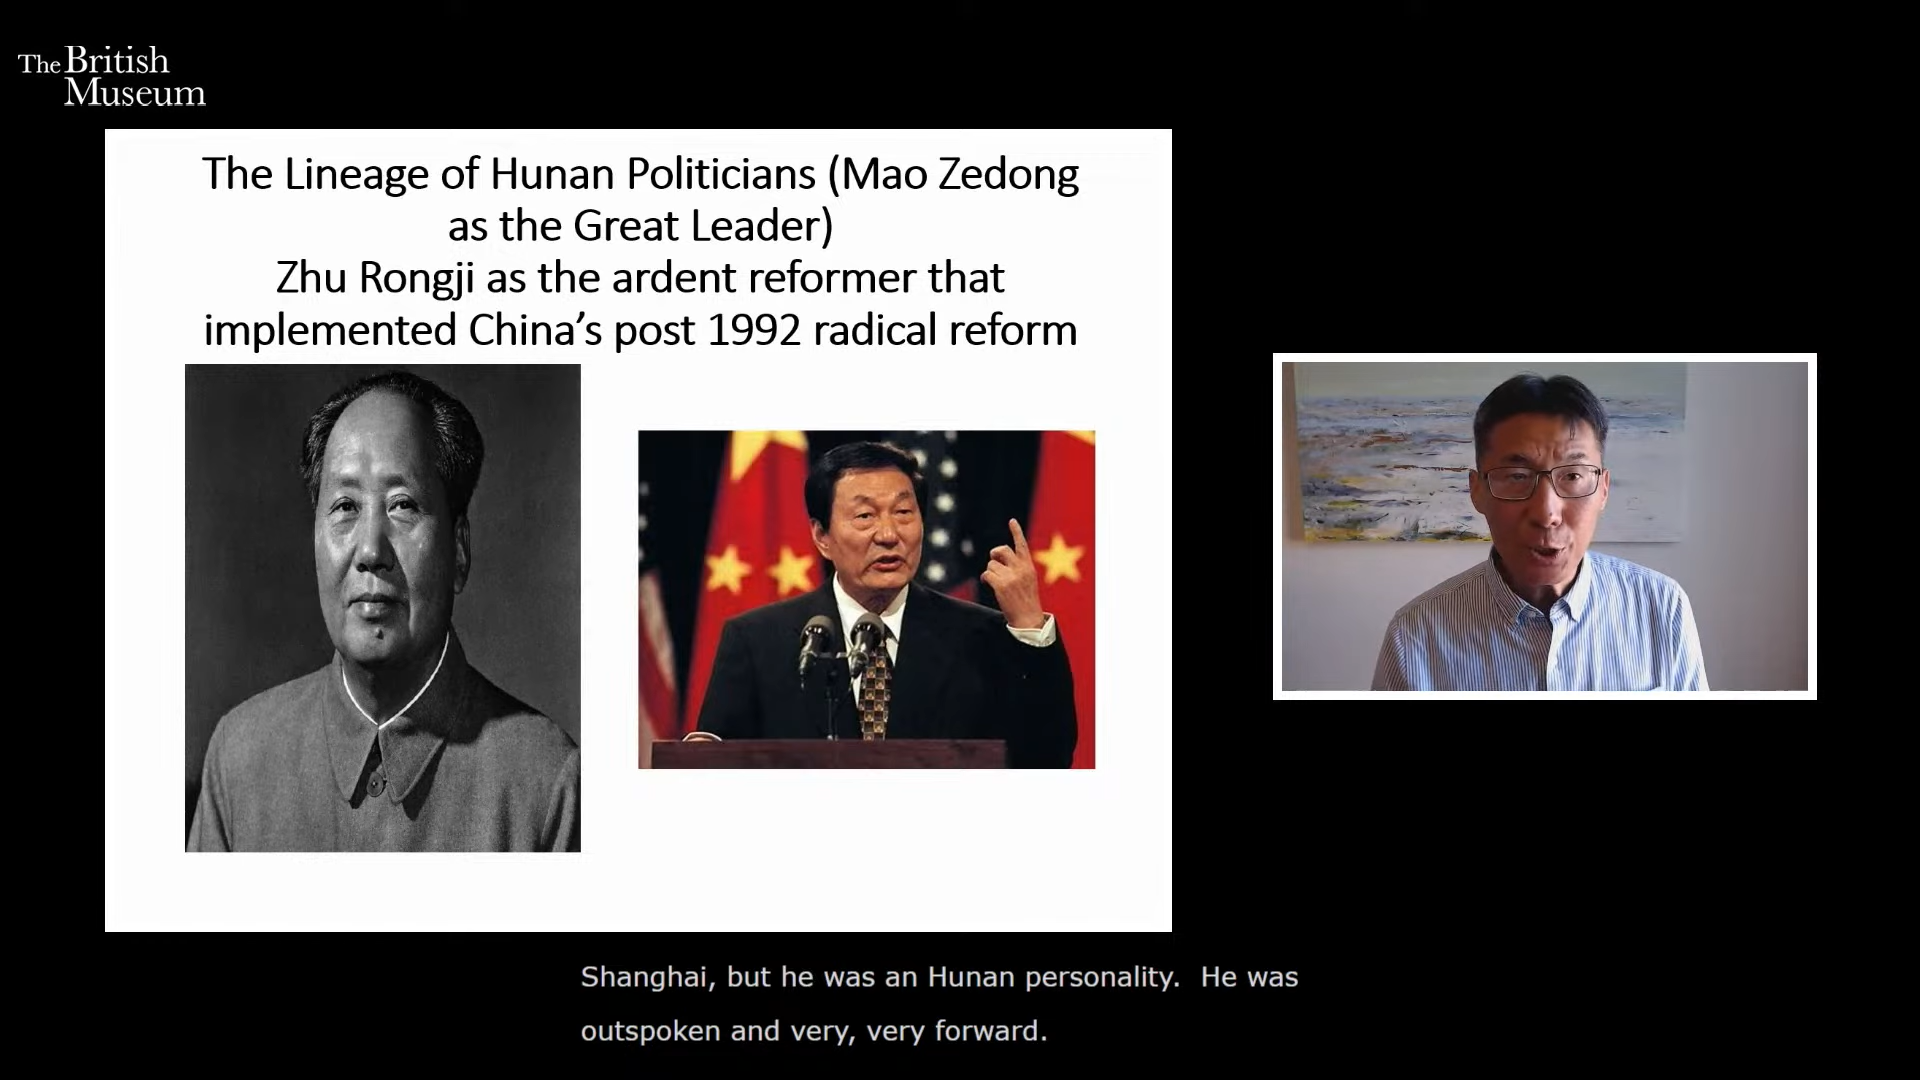 The British
Museum
The Lineage of Hunan Politicians (Mao Zedong
as the Great Leader)
Zhu Rongji as the ardent reformer that
implemented China’s post 1992 radical reform
Shanghai, but he was an Hunan personality.  He was
outspoken and very, very forward.